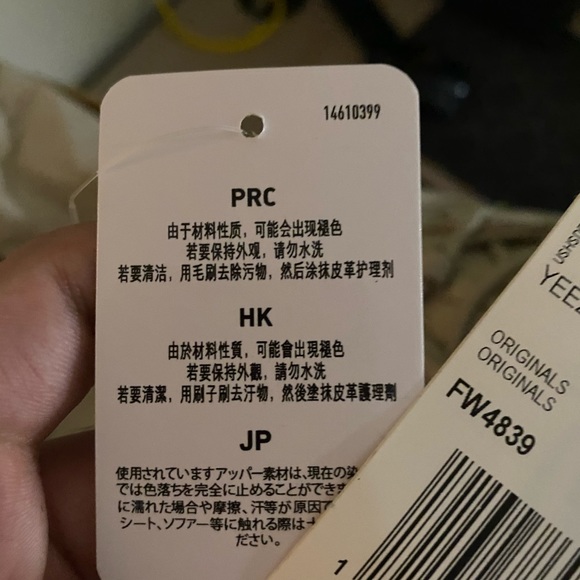 14610399
PRC
由于材料性质，可能会出現褪色
若要保持外观，请勿水洗
若要清洁，用毛刷去除污物，然后涂抹皮革护理剂
HK
由於材料性質，可能會出現褪色
若要保持外觀，請勿水洗
若要清潔，用刷子刷去汙物，然後塗抹皮革護理劑
JP
使用されていますアッパー素材は、現在の染
では色落ちを完全に止めることができま
に濡れた場合や摩擦、汗等が原因で
シート、ソファー等に触れる際は
ださい。
ORIGINALS
ORIGINALS
FW4839
1